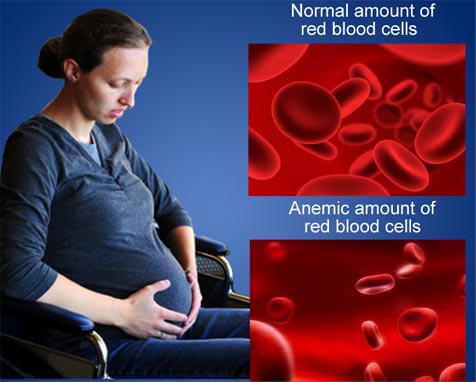 Normal amount of
red blood cells
Anemic amount of
red blood cells